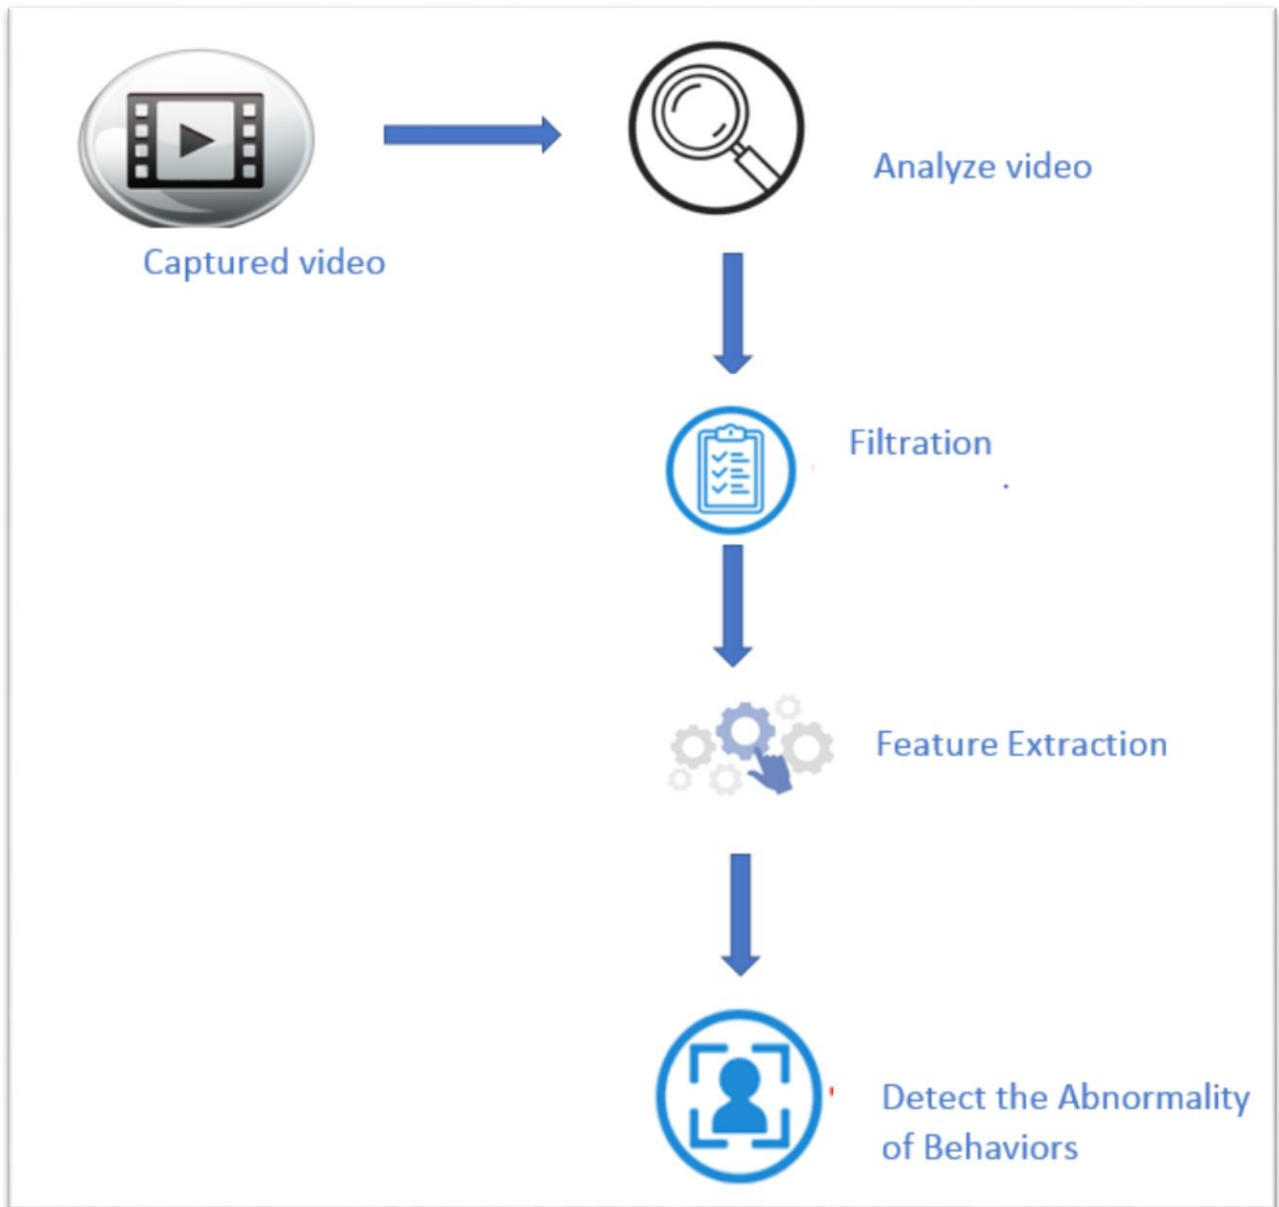 Captured video
Analyze video
Filtration
Feature Extraction
Detect the Abnormality
of Behaviors